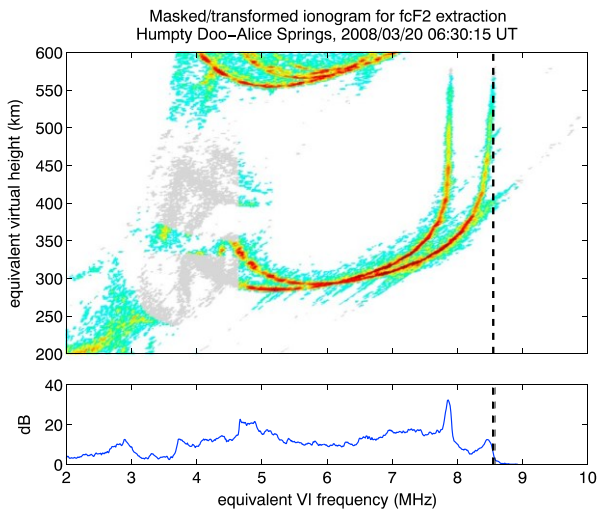 Masked/transformed ionogram for fcF2 extraction
Humpty Doo−Alice Springs, 2008/03/20 06:30:15 UT
equivalent virtual height (km)
600
550
500
450
400
350
300
250
200
dB
40
20
0
2 3 4 5 6 7 8 9 10
equivalent VI frequency (MHz)